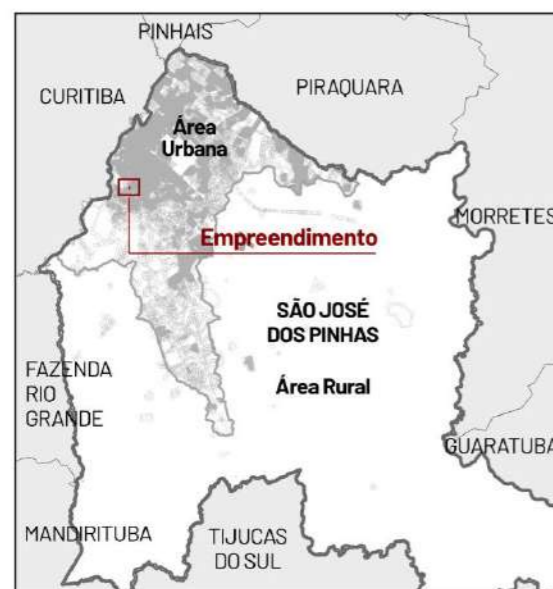 PINHAIS
CURITIBA
PIRAQUARA
Área
Urbana
MORRETES
Empreendimento
SÃO JOSÉ
DOS PINHAS
FAZENDA
RIO
GRANDE
Área Rural
GUARATUBA
MANDIRITUBA
TIJUCAS
DO SUL